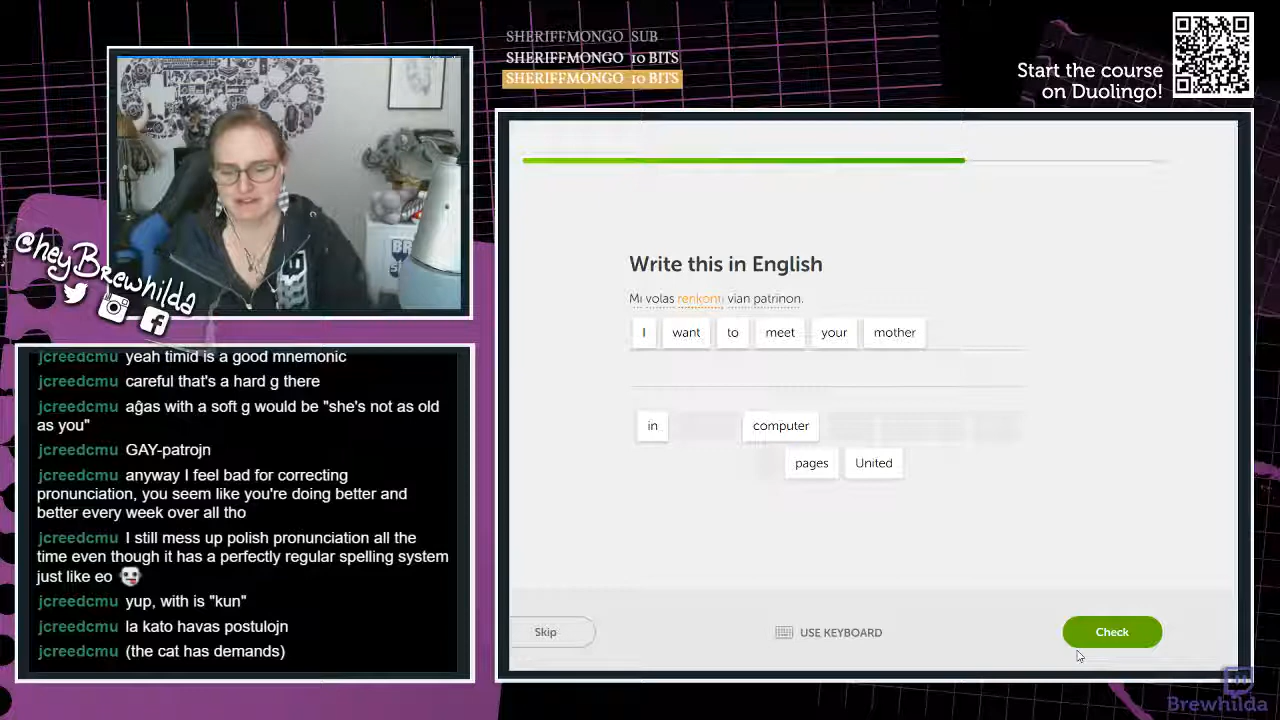 SHERIFFMONGO SUB
SHERIFFMONGO 10 BITS
SHERIFFMONGO 10 BITS
Start the course
on Duolingo!
@heyBrewhilda
Write this in English
Mi volas renkonti vian patrinon.
I want to meet your mother
in computer
pages United
Skip
USE KEYBOARD
Check
jcreedcmu yeah timid is a good mnemonic
jcreedcmu careful that's a hard g there
jcreedcmu aĝas with a soft g would be "she's not as old
as you"
jcreedcmu GAY-patrojn
jcreedcmu anyway I feel bad for correcting
pronunciation, you seem like you're doing better and
better every week over all tho
jcreedcmu I still mess up polish pronunciation all the
time even though it has a perfectly regular spelling system
just like eo
jcreedcmu yup, with is "kun"
jcreedcmu la kato havas postulojn
jcreedcmu (the cat has demands)
Brewhilda